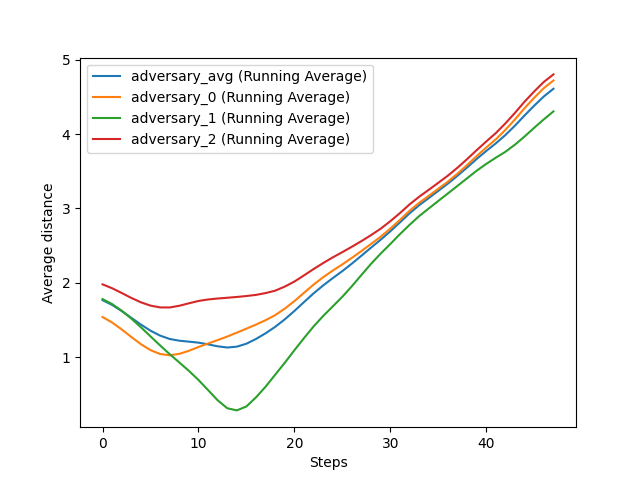 adversary_avg (Running Average)
adversary_0 (Running Average)
adversary_1 (Running Average)
adversary_2 (Running Average)
5
4
3
2
1
Average distance
0
10
20
30
40
Steps